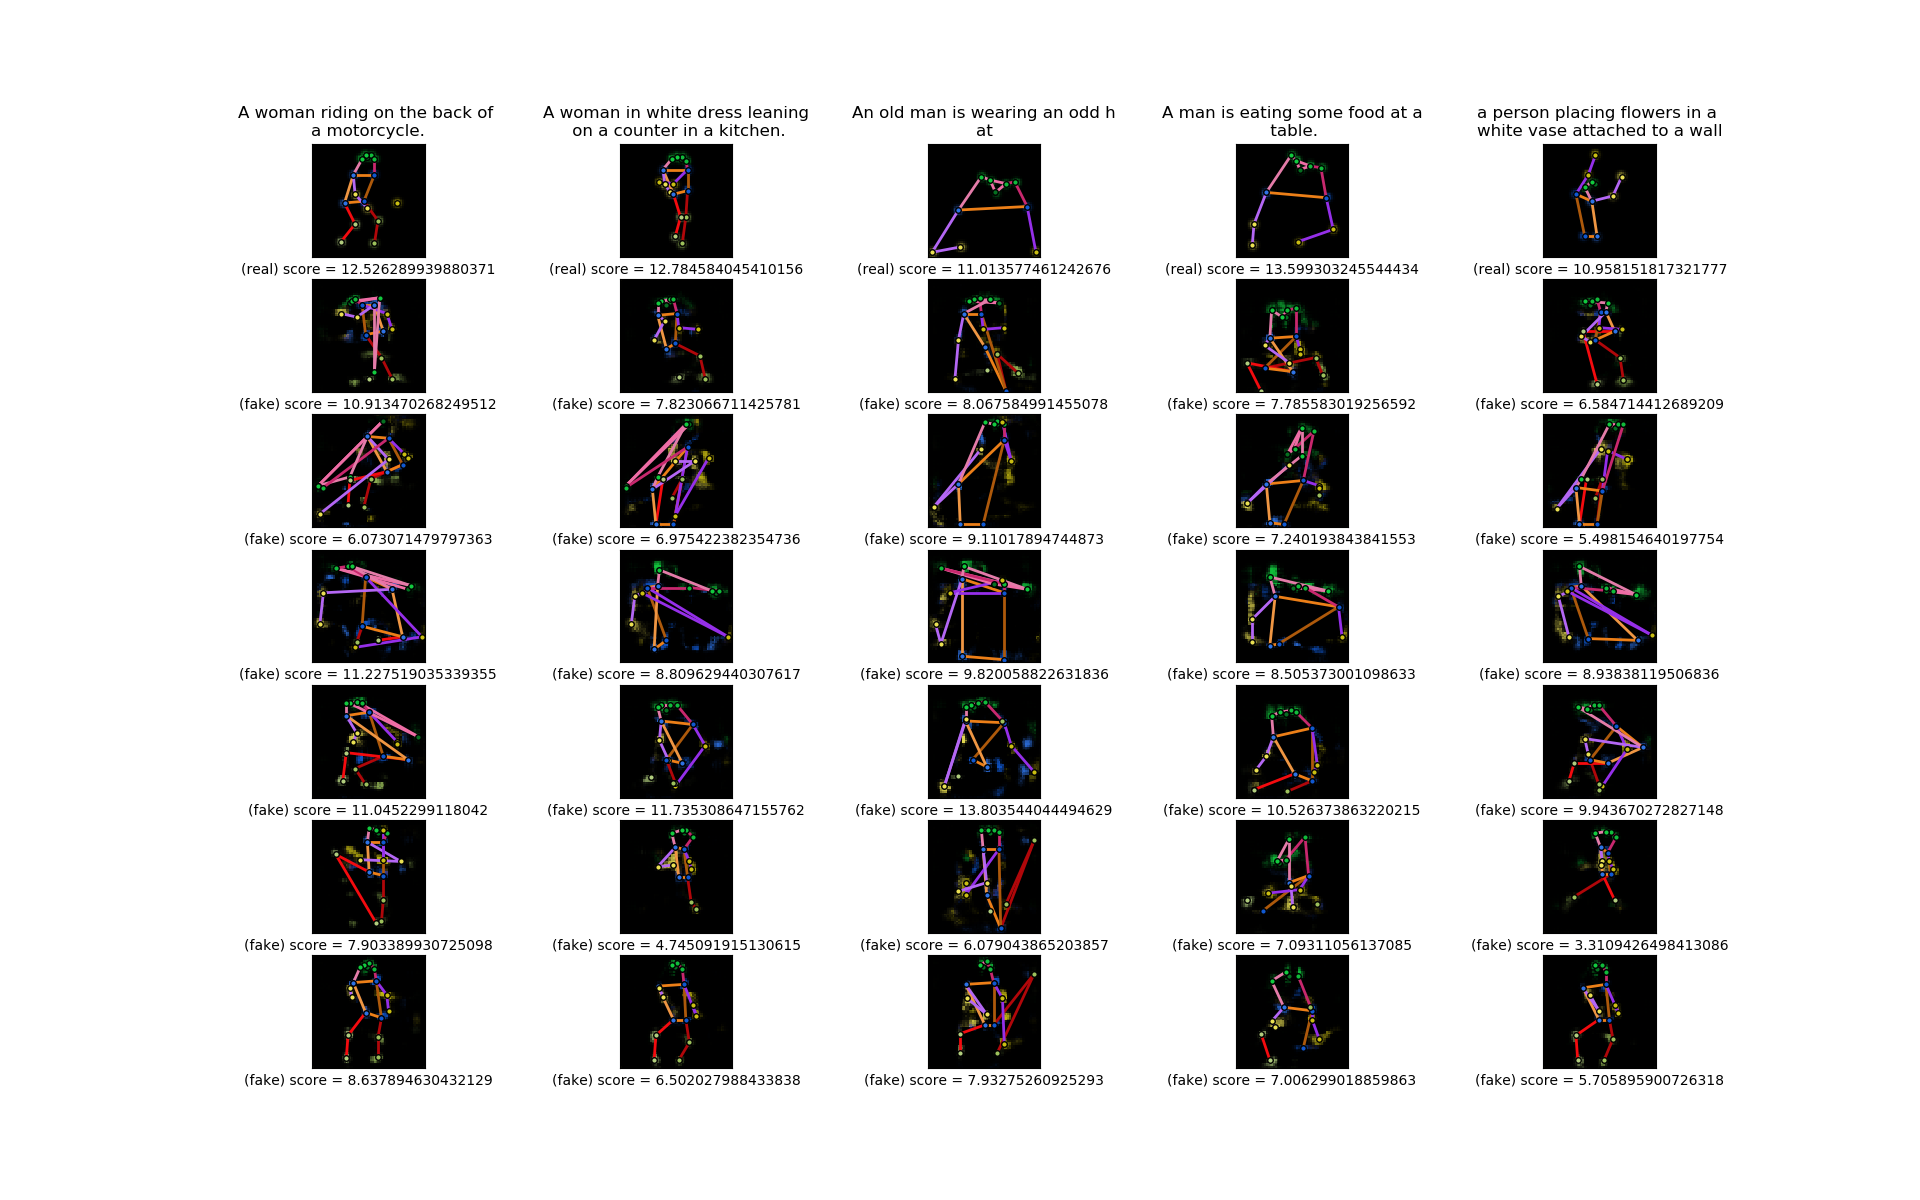 A woman riding on the back of
a motorcycle.
A woman in white dress leaning
on a counter in a kitchen.
An old man is wearing an odd h
at
A man is eating some food at a
table.
a person placing flowers in a
white vase attached to a wall
(real) score = 12.526289939880371
(real) score = 12.784584045410156
(real) score = 11.013577461242676
(real) score = 13.599303245544434
(real) score = 10.958151817321777
(fake) score = 10.913470268249512
(fake) score = 7.823066711425781
(fake) score = 8.067584991455078
(fake) score = 7.785583019256592
(fake) score = 6.584714412689209
(fake) score = 6.073071479797363
(fake) score = 6.975422382354736
(fake) score = 9.11017894744873
(fake) score = 7.240193843841553
(fake) score = 5.498154640197754
(fake) score = 11.227519035339355
(fake) score = 8.809629440307617
(fake) score = 9.820058822631836
(fake) score = 8.505373001098633
(fake) score = 8.93838119506836
(fake) score = 11.0452299118042
(fake) score = 11.735308647155762
(fake) score = 13.803544044494629
(fake) score = 10.526373863220215
(fake) score = 9.943670272827148
(fake) score = 7.903389930725098
(fake) score = 4.745091915130615
(fake) score = 6.079043865203857
(fake) score = 7.09311056137085
(fake) score = 3.3109426498413086
(fake) score = 8.637894630432129
(fake) score = 6.502027988433838
(fake) score = 7.93275260925293
(fake) score = 7.006299018859863
(fake) score = 5.705895900726318